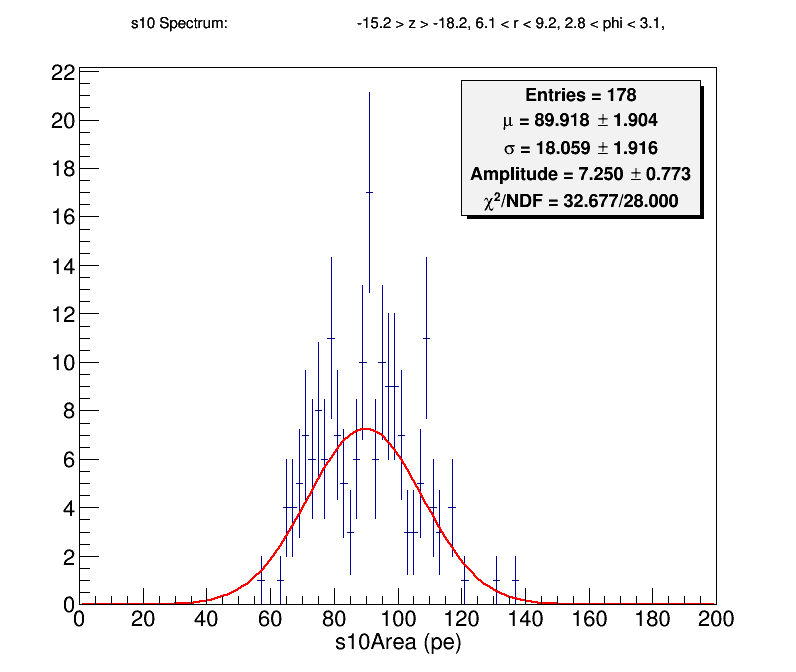 s10 Spectrum: -15.2 > z > -18.2, 6.1 < r < 9.2, 2.8 < phi < 3.1,
Entries = 178
μ = 89.918 ± 1.904
σ = 18.059 ± 1.916
Amplitude = 7.250 ± 0.773
χ²/NDF = 32.677/28.000
22
20
18
16
14
12
10
8
6
4
2
0
0 20 40 60 80 100 120 140 160 180 200
s10Area (pe)